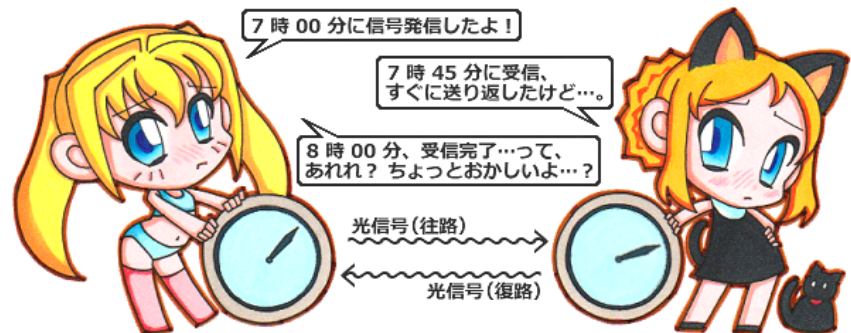 7 時 00 分に信号発信したよ！
7 時 45 分に受信、
すぐに送り返したけど…。
8 時 00 分、受信完了…って、
あれれ？ ちょっとおかしいよ…？
光信号（往路）
光信号（復路）